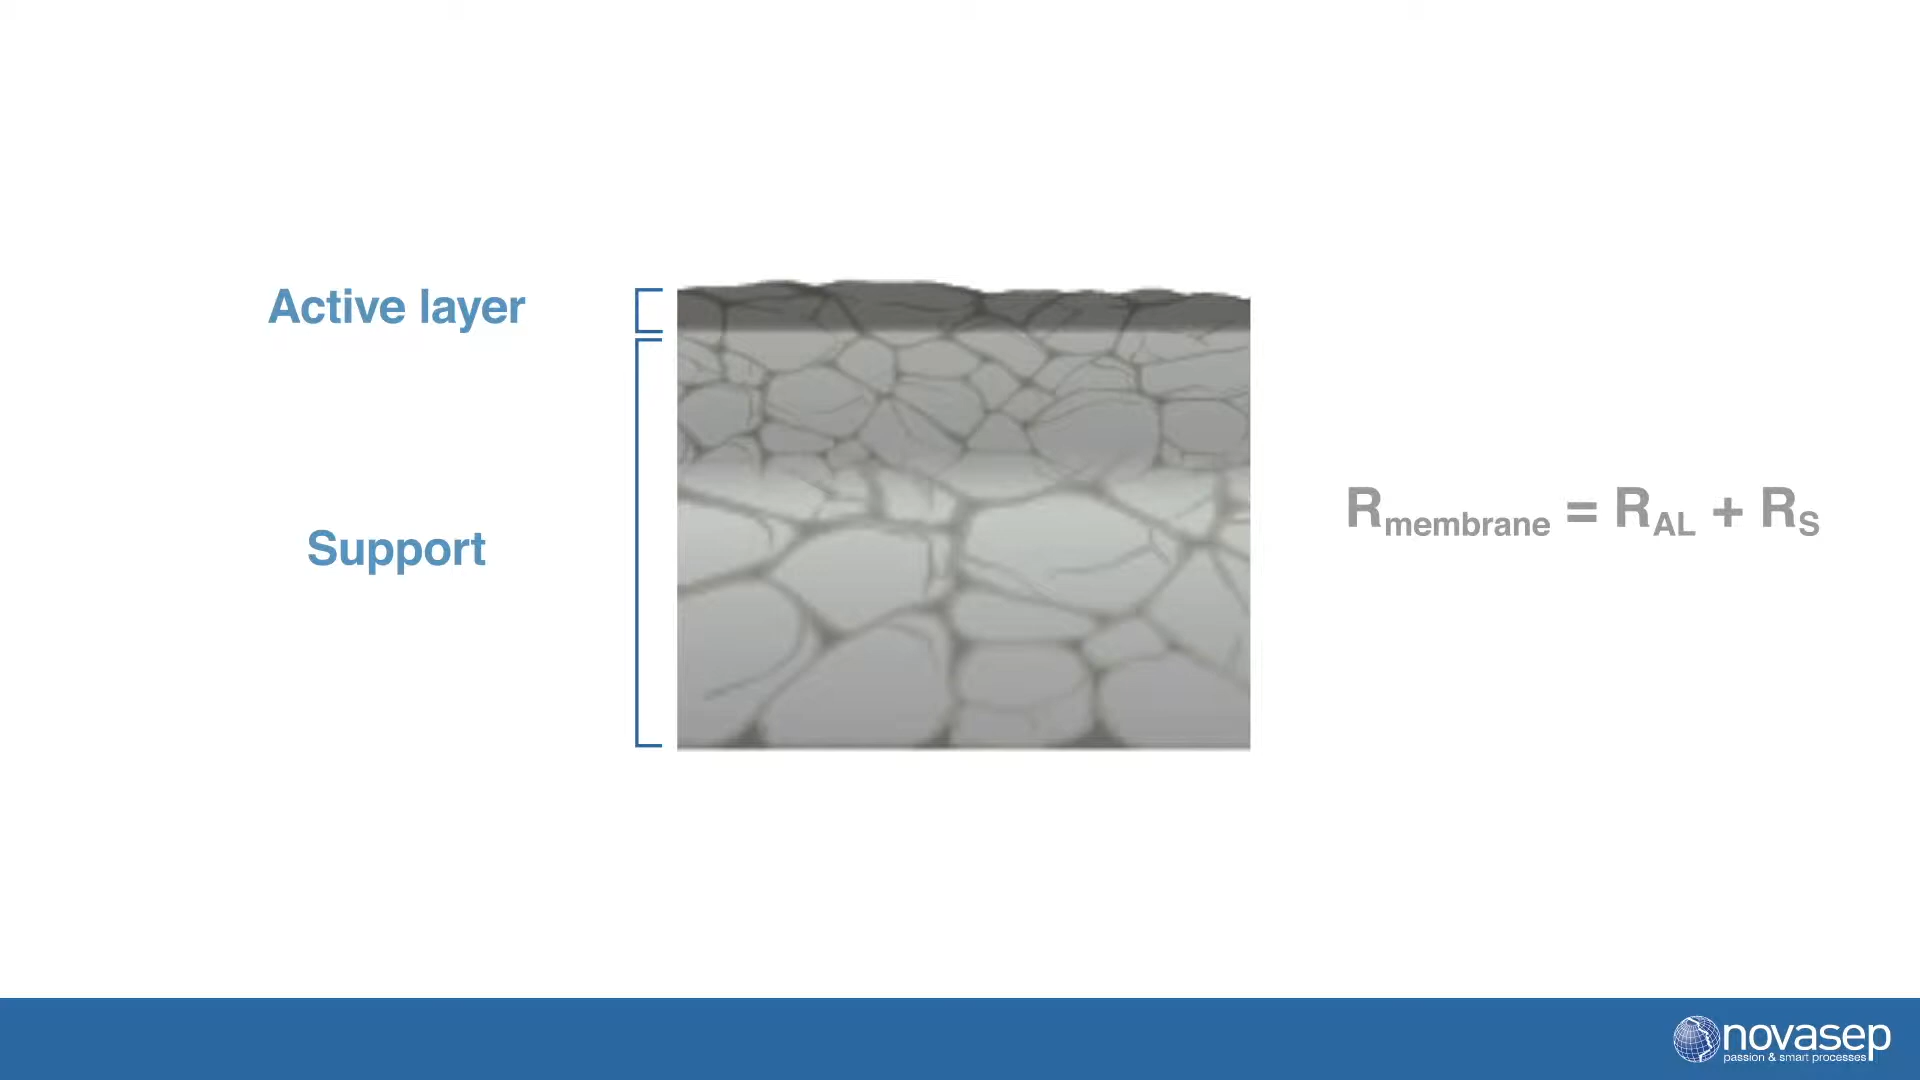 Active layer
Support
Rmembrane = RAL + RS
novasep
passion & smart processes